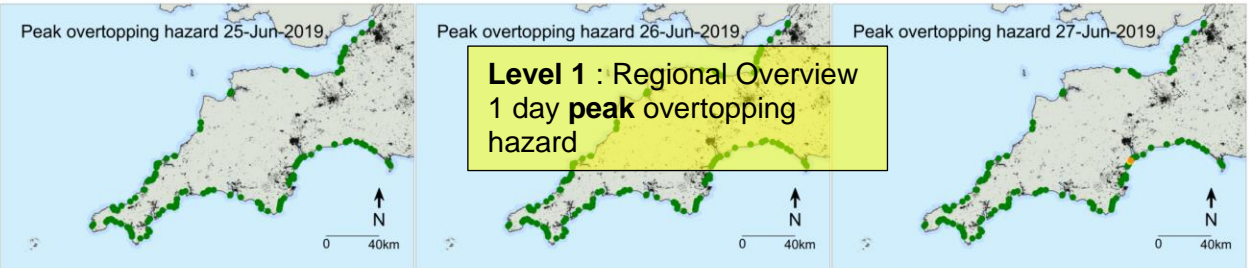 Peak overtopping hazard 25-Jun-2019
Peak overtopping hazard 26-Jun-2019
Peak overtopping hazard 27-Jun-2019
Level 1 : Regional Overview
1 day peak overtopping
hazard
N
0 40km
N
0 40km
N
0 40km